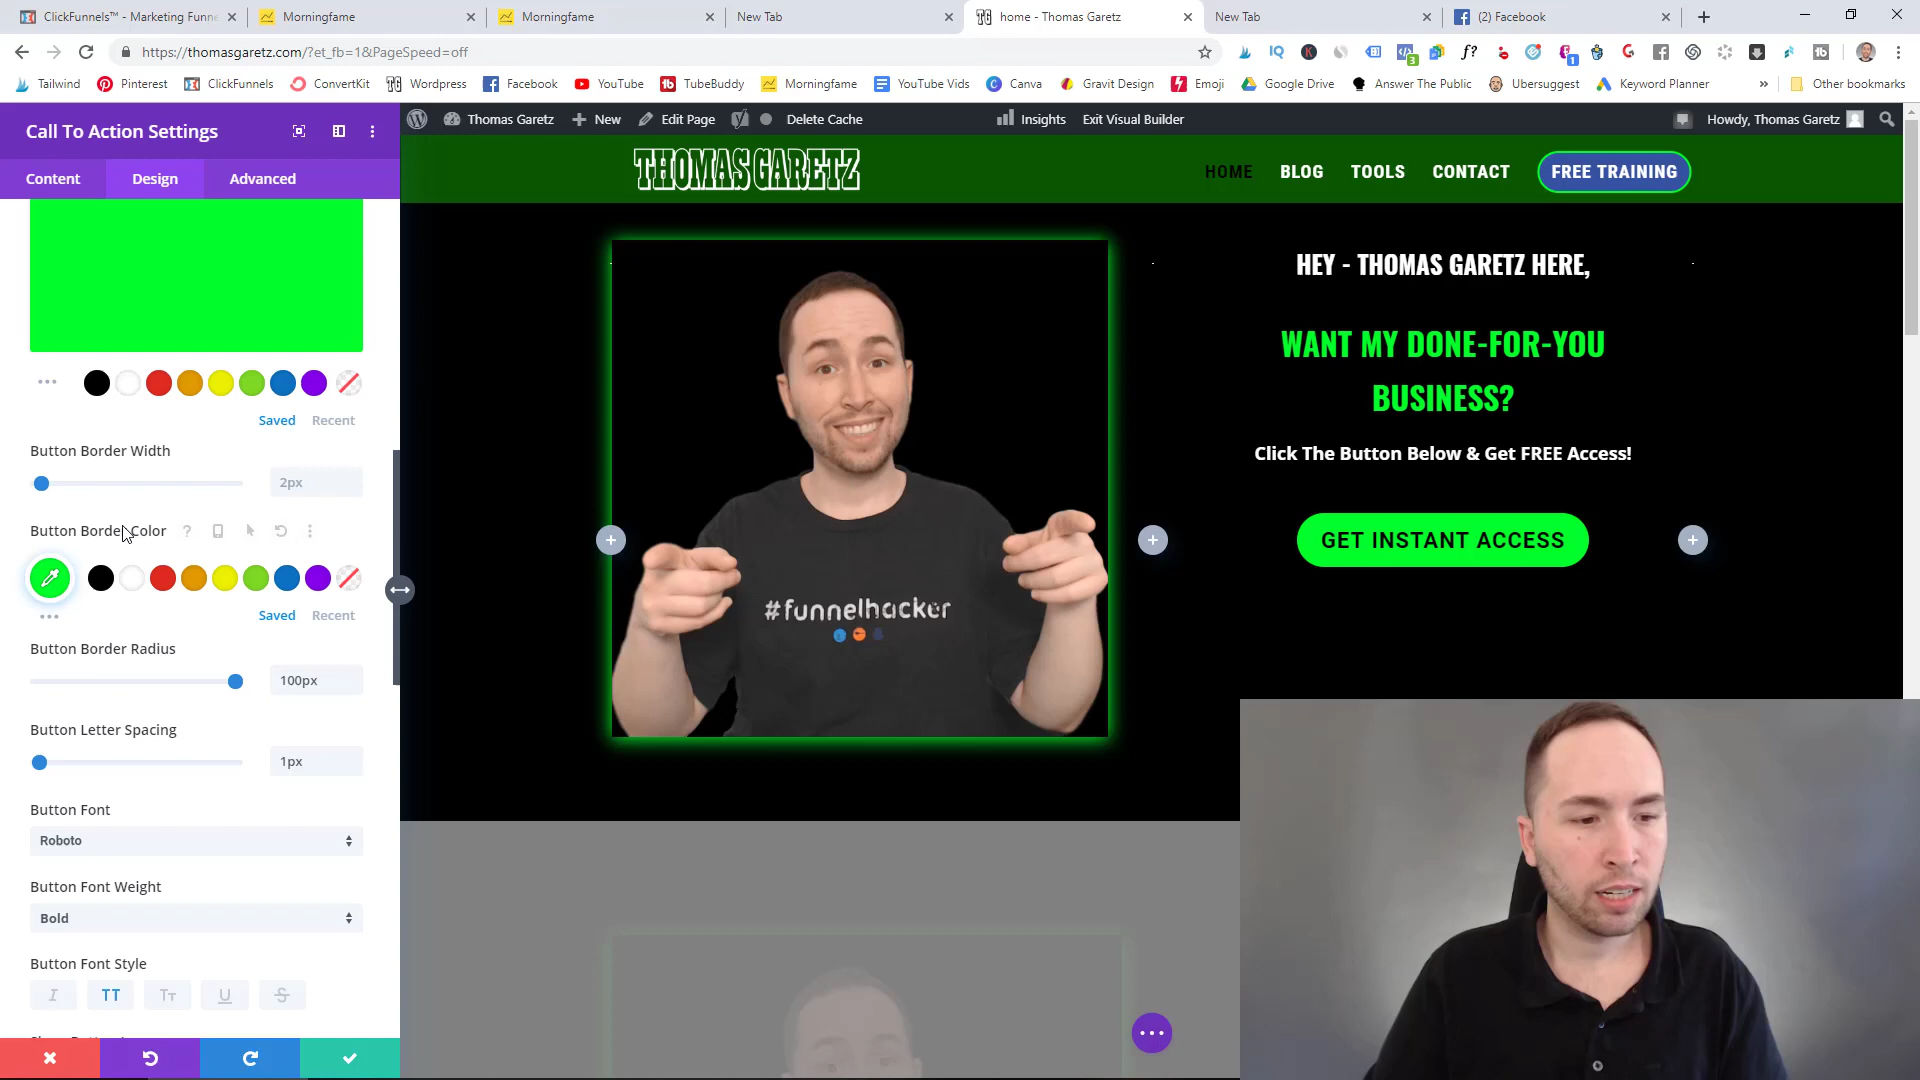 ClickFunnels™ - Marketing Funne
Morningfame
Morningfame
New Tab
home - Thomas Garetz
New Tab
(2) Facebook
https://thomasgaretz.com/?et_fb=1&PageSpeed=off
Tailwind
Pinterest
ClickFunnels
ConvertKit
Wordpress
Facebook
YouTube
TubeBuddy
Morningfame
YouTube Vids
Canva
Gravit Design
Emoji
Google Drive
Answer The Public
Ubersuggest
Keyword Planner
Other bookmarks
Call To Action Settings
Thomas Garetz
New
Edit Page
Delete Cache
Insights
Exit Visual Builder
Howdy, Thomas Garetz
Content
Design
Advanced
THOMAS GARETZ
HOME
BLOG
TOOLS
CONTACT
FREE TRAINING
HEY - THOMAS GARETZ HERE,
WANT MY DONE-FOR-YOU
BUSINESS?
Click The Button Below & Get FREE Access!
GET INSTANT ACCESS
#funnelhacker
Saved
Recent
Button Border Width
2px
Button Border Color
Saved
Recent
Button Border Radius
100px
Button Letter Spacing
1px
Button Font
Roboto
Button Font Weight
Bold
Button Font Style
I TT Tт U S